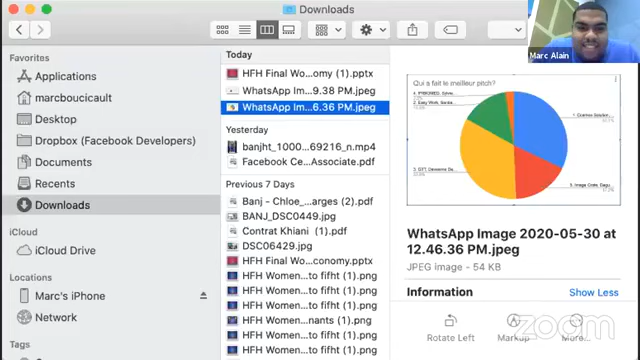 Downloads
Marc Alain
Favorites
Applications
marcboucicault
Desktop
Dropbox (Facebook Developers)
Documents
Recents
Downloads
iCloud
iCloud Drive
Locations
Marc's iPhone
Network
Tags
Today
HFH Final Wo...omy (1).pptx
WhatsApp Im...9.38 PM.jpeg
WhatsApp Im...6.36 PM.jpeg
Yesterday
banjht_1000...69216_n.mp4
Facebook Ce...Associate.pdf
Previous 7 Days
Banj - Chloe_...arges (2).pdf
BANJ_DSC0449.jpg
Contrat Khiani (1).pdf
DSC06429.jpg
HFH Final W...conomy.pptx
HFH Women...to fifht (1).png
HFH Women...to fifht (1).png
HFH Women...to fifht (1).png
HFH Women...nants (1).png
HFH Women...to fifht (1).png
HFH Women...to fifht (1).png
Qui a fait le meilleur pitch?
WhatsApp Image 2020-05-30 at
12.46.36 PM.jpeg
JPEG image - 54 KB
Information
Show Less
Rotate Left
Markup
More...
zoom